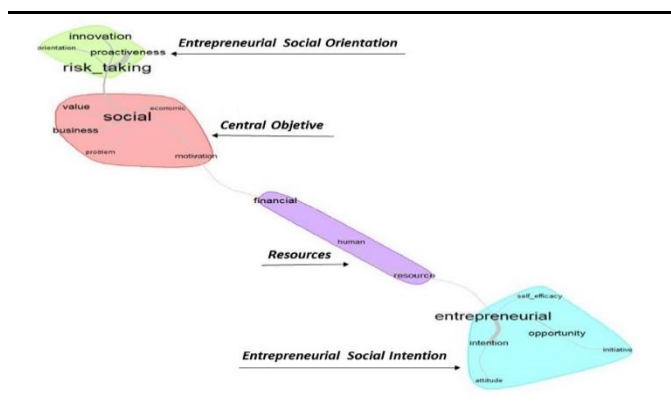 innovation
orientation
proactiveness
risk_taking
Entrepreneurial Social Orientation
value
economic
social
business
problem
motivation
Central Objetive
financial
human
resource
Resources
self_efficacy
entrepreneurial
opportunity
intention
initiative
attitude
Entrepreneurial Social Intention